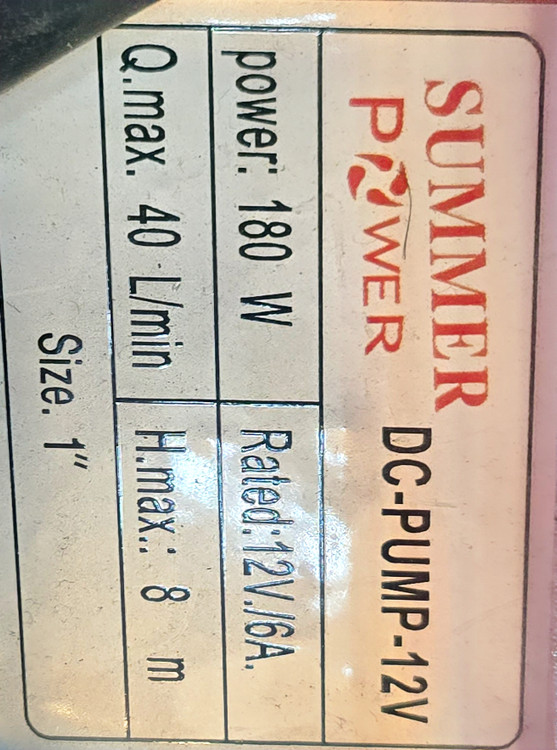 SUMMER
POWER
DC-PUMP-12V
power: 180 W
Rated:12V./6A.
Q.max. 40 L/min
H.max.: 8 m
Size. 1"